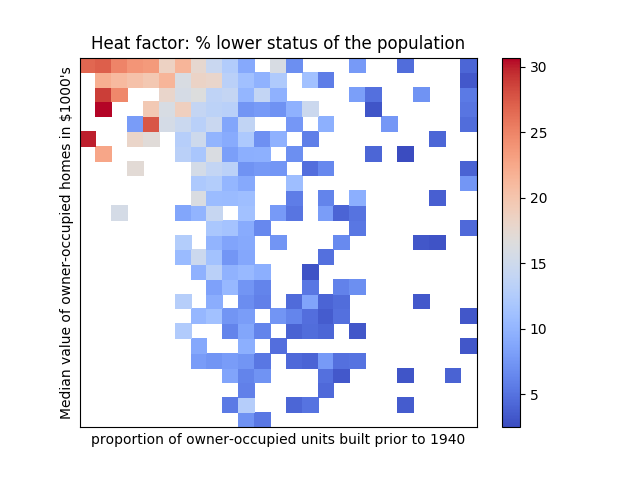 Heat factor: % lower status of the population
Median value of owner-occupied homes in $1000's
proportion of owner-occupied units built prior to 1940
30
25
20
15
10
5